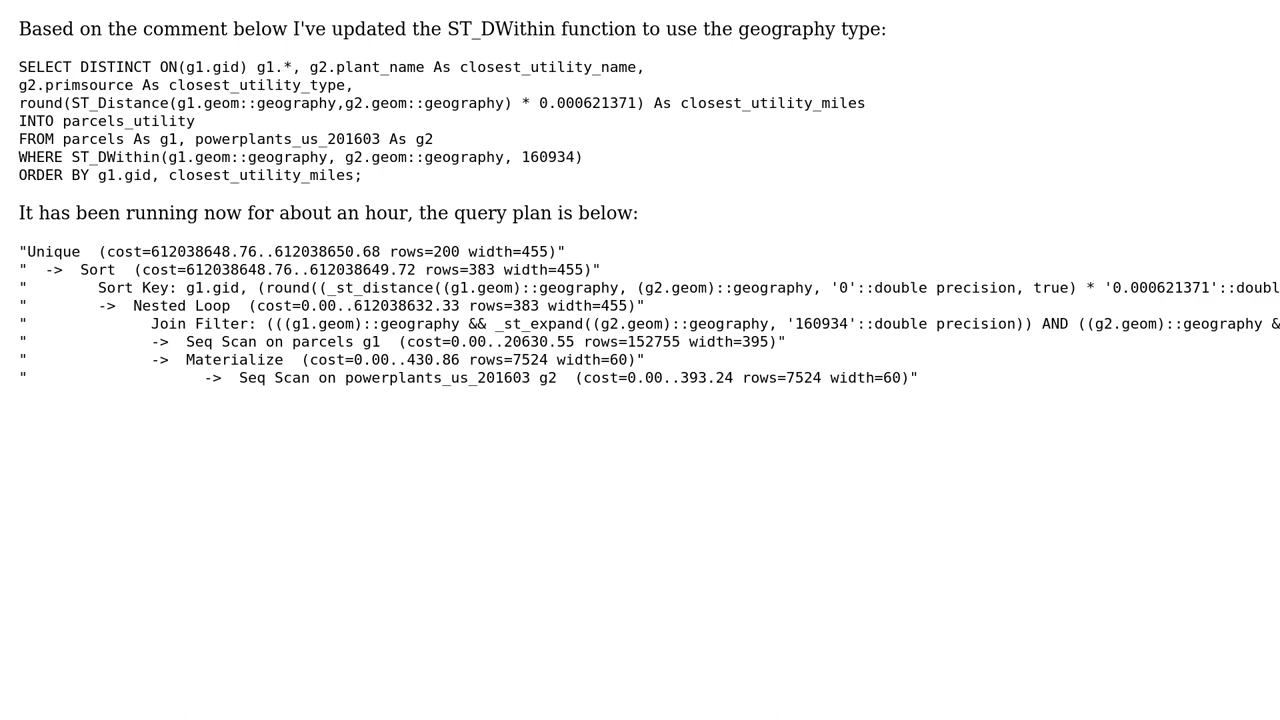 Based on the comment below I've updated the ST_DWithin function to use the geography type:
SELECT DISTINCT ON(g1.gid) g1.*, g2.plant_name As closest_utility_name,
g2.primsource As closest_utility_type,
round(ST_Distance(g1.geom::geography,g2.geom::geography) * 0.000621371) As closest_utility_miles
INTO parcels_utility
FROM parcels As g1, powerplants_us_201603 As g2
WHERE ST_DWithin(g1.geom::geography, g2.geom::geography, 160934)
ORDER BY g1.gid, closest_utility_miles;
It has been running now for about an hour, the query plan is below:
"Unique  (cost=612038648.76..612038650.68 rows=200 width=455)"
"  ->  Sort  (cost=612038648.76..612038649.72 rows=383 width=455)"
"        Sort Key: g1.gid, (round((_st_distance((g1.geom)::geography, (g2.geom)::geography, '0'::double precision, true) * '0.000621371'::doubl
"        ->  Nested Loop  (cost=0.00..612038632.33 rows=383 width=455)"
"              Join Filter: (((g1.geom)::geography && _st_expand((g2.geom)::geography, '160934'::double precision)) AND ((g2.geom)::geography &
"              ->  Seq Scan on parcels g1  (cost=0.00..20630.55 rows=152755 width=395)"
"              ->  Materialize  (cost=0.00..430.86 rows=7524 width=60)"
"                    ->  Seq Scan on powerplants_us_201603 g2  (cost=0.00..393.24 rows=7524 width=60)"